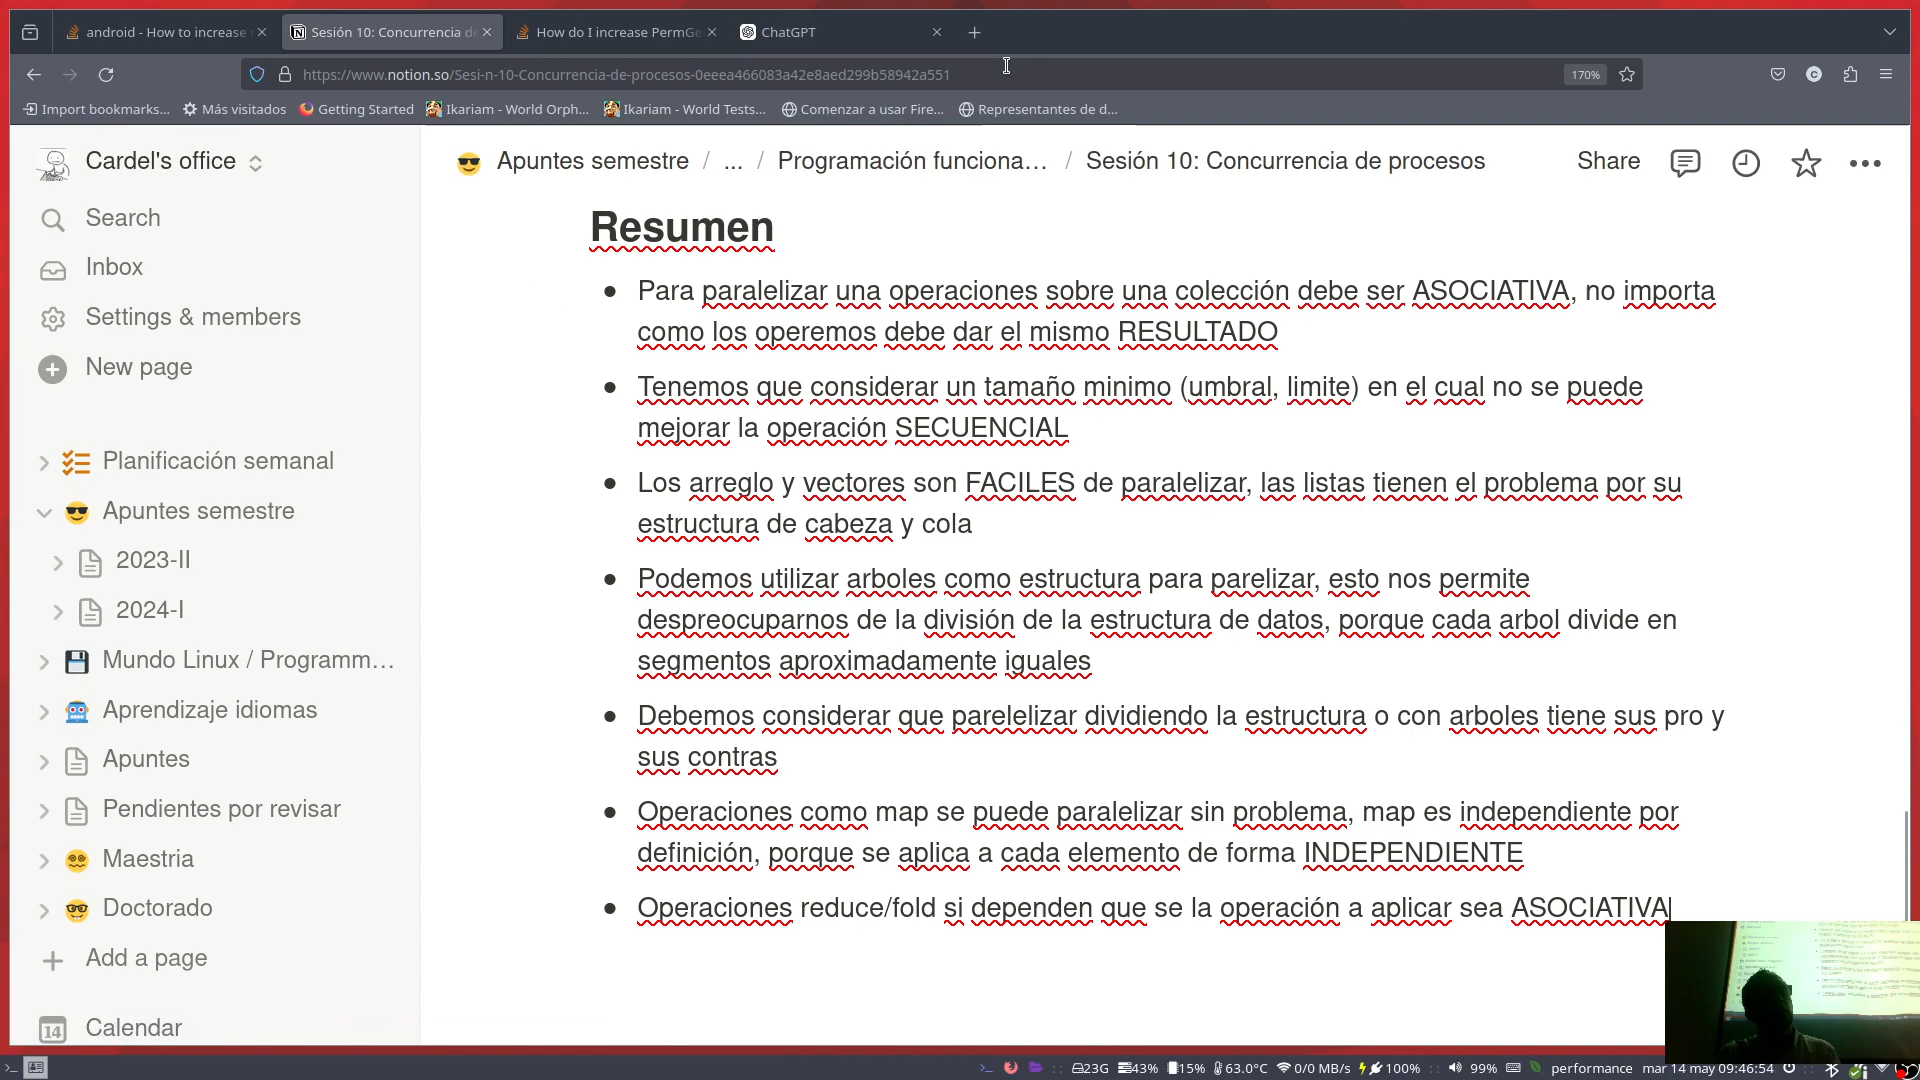 android - How to increase
Sesión 10: Concurrencia de
How do I increase PermGe
ChatGPT
https://www.notion.so/Sesi-n-10-Concurrencia-de-procesos-0eeea466083a42e8aed299b58942a551
170%
Import bookmarks...
Más visitados
Getting Started
Ikariam - World Orph...
Ikariam - World Tests...
Comenzar a usar Fire...
Representantes de d...
Cardel's office
Apuntes semestre / ... / Programación funciona... / Sesión 10: Concurrencia de procesos
Share
Search
Inbox
Settings & members
New page
Planificación semanal
Apuntes semestre
2023-II
2024-I
Mundo Linux / Programm...
Aprendizaje idiomas
Apuntes
Pendientes por revisar
Maestria
Doctorado
Add a page
14
Calendar
Resumen
Para paralelizar una operaciones sobre una colección debe ser ASOCIATIVA, no importa
como los operemos debe dar el mismo RESULTADO
Tenemos que considerar un tamaño minimo (umbral, limite) en el cual no se puede
mejorar la operación SECUENCIAL
Los arreglo y vectores son FACILES de paralelizar, las listas tienen el problema por su
estructura de cabeza y cola
Podemos utilizar arboles como estructura para parelizar, esto nos permite
despreocuparnos de la división de la estructura de datos, porque cada arbol divide en
segmentos aproximadamente iguales
Debemos considerar que parelelizar dividiendo la estructura o con arboles tiene sus pro y
sus contras
Operaciones como map se puede paralelizar sin problema, map es independiente por
definición, porque se aplica a cada elemento de forma INDEPENDIENTE
Operaciones reduce/fold si dependen que se la operación a aplicar sea ASOCIATIVA
23G
43%
15%
63.0°C
0/0 MB/s
100%
99%
performance
mar 14 may 09:46:54